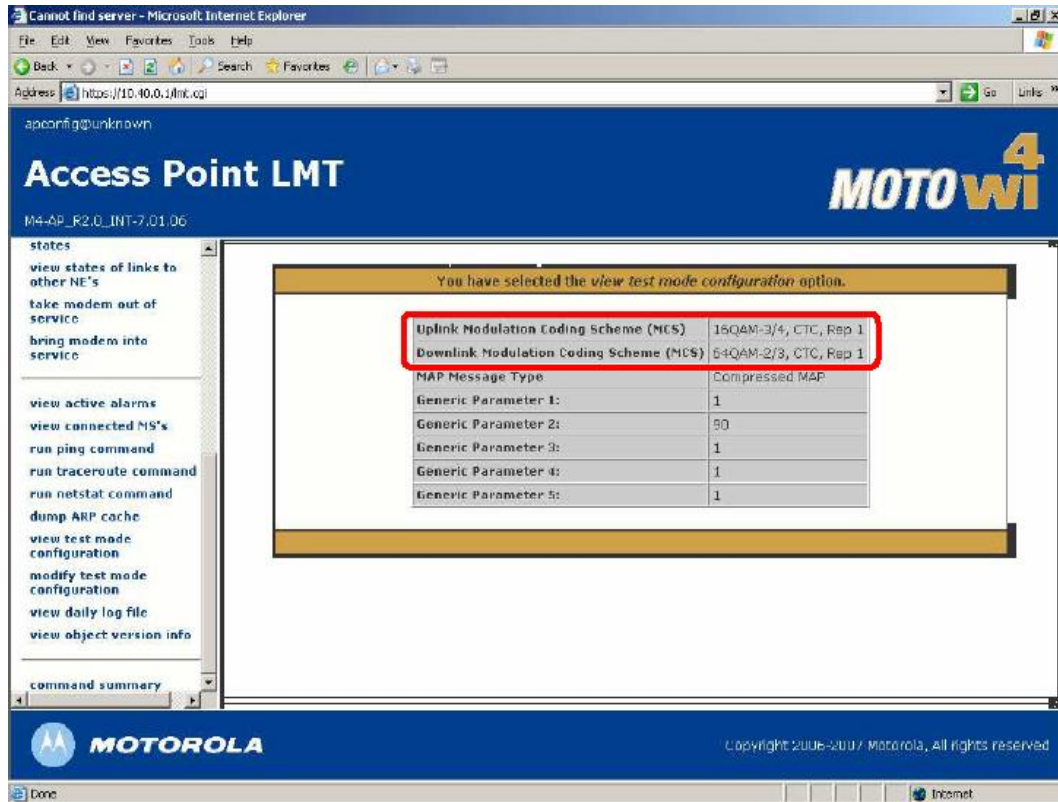 Cannot find server - Microsoft Internet Explorer
File Edit View Favorites Tools Help
Back Search Favorites
Address https://10.40.0.1/lmt.cgi Go Links »
apconfig@unknown
Access Point LMT
MOTOwi4
M4-AP_R2.0_INT-7.01.06
states
view states of links to
other NE's
take modem out of
service
bring modem into
service
view active alarms
view connected MS's
run ping command
run traceroute command
run netstat command
dump ARP cache
view test mode
configuration
modify test mode
configuration
view daily log file
view object version info
command summary
You have selected the view test mode configuration option.
Uplink Modulation Coding Scheme (MCS) 16QAM-3/4, CTC, Rep 1
Downlink Modulation Coding Scheme (MCS) 64QAM-2/3, CTC, Rep 1
MAP Message Type Compressed MAP
Generic Parameter 1: 1
Generic Parameter 2: 90
Generic Parameter 3: 1
Generic Parameter 4: 1
Generic Parameter 5: 1
MOTOROLA
Copyright 2006-2007 Motorola, All rights reserved
Done Internet